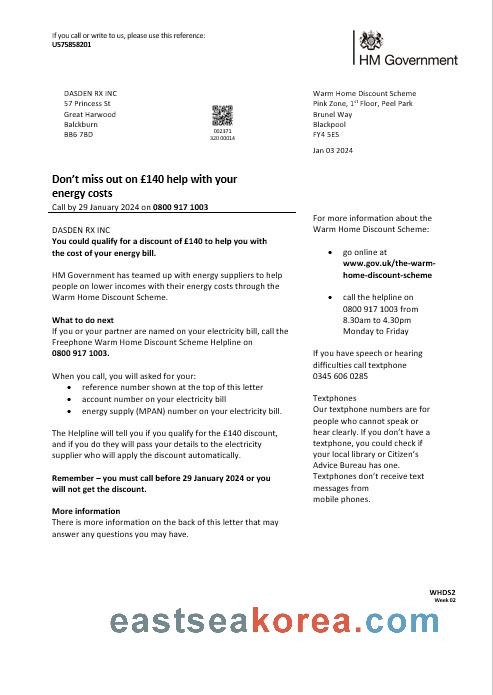 If you call or write to us, please use this reference:
US75858201
HM Government
DASDEN RX INC
57 Princess St
Great Harwood
Balckburn
BB6 7BD
002371
320 00014
Warm Home Discount Scheme
Pink Zone, 1st Floor, Peel Park
Brunel Way
Blackpool
FY4 5ES
Jan 03 2024
Don't miss out on £140 help with your
energy costs
Call by 29 January 2024 on 0800 917 1003
DASDEN RX INC
You could qualify for a discount of £140 to help you with
the cost of your energy bill.
HM Government has teamed up with energy suppliers to help
people on lower incomes with their energy costs through the
Warm Home Discount Scheme.
What to do next
If you or your partner are named on your electricity bill, call the
Freephone Warm Home Discount Scheme Helpline on
0800 917 1003.
When you call, you will asked for your:
• reference number shown at the top of this letter
• account number on your electricity bill
• energy supply (MPAN) number on your electricity bill.
The Helpline will tell you if you qualify for the £140 discount,
and if you do they will pass your details to the electricity
supplier who will apply the discount automatically.
Remember – you must call before 29 January 2024 or you
will not get the discount.
More information
There is more information on the back of this letter that may
answer any questions you may have.
For more information about the
Warm Home Discount Scheme:
• go online at
www.gov.uk/the-warm-
home-discount-scheme
• call the helpline on
0800 917 1003 from
8.30am to 4.30pm
Monday to Friday
If you have speech or hearing
difficulties call textphone
0345 606 0285
Textphones
Our textphone numbers are for
people who cannot speak or
hear clearly. If you don't have a
textphone, you could check if
your local library or Citizen's
Advice Bureau has one.
Textphones don't receive text
messages from
mobile phones.
WHDS2
Week 02
eastseakorea.com